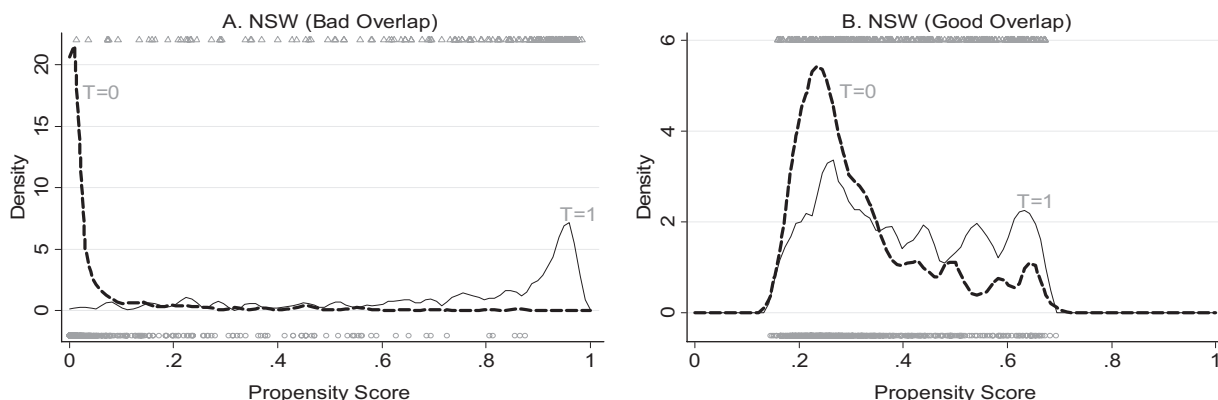 A. NSW (Bad Overlap)
20
15
10
5
0
Density
T=0
T=1
0
.2
.4
.6
.8
1
Propensity Score
B. NSW (Good Overlap)
6
4
2
0
Density
T=0
T=1
0
.2
.4
.6
.8
1
Propensity Score